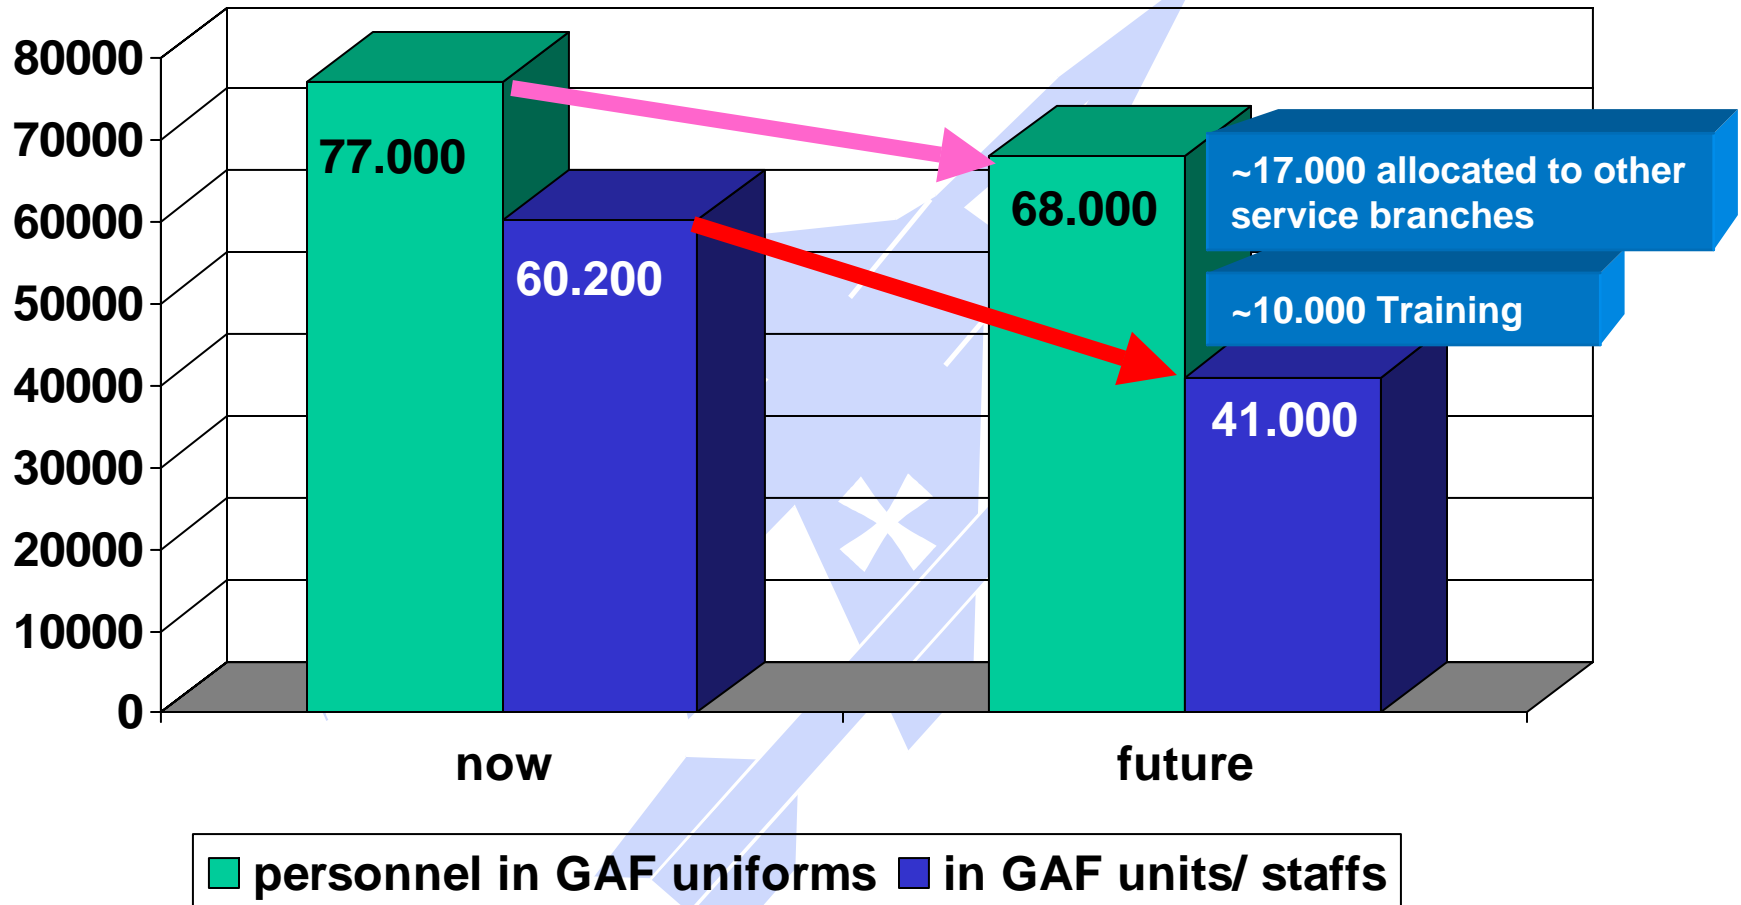 80000
70000
60000
50000
40000
30000
20000
10000
0
77.000
60.200
68.000
41.000
~17.000 allocated to other
service branches
~10.000 Training
now
future
personnel in GAF uniforms
in GAF units/ staffs